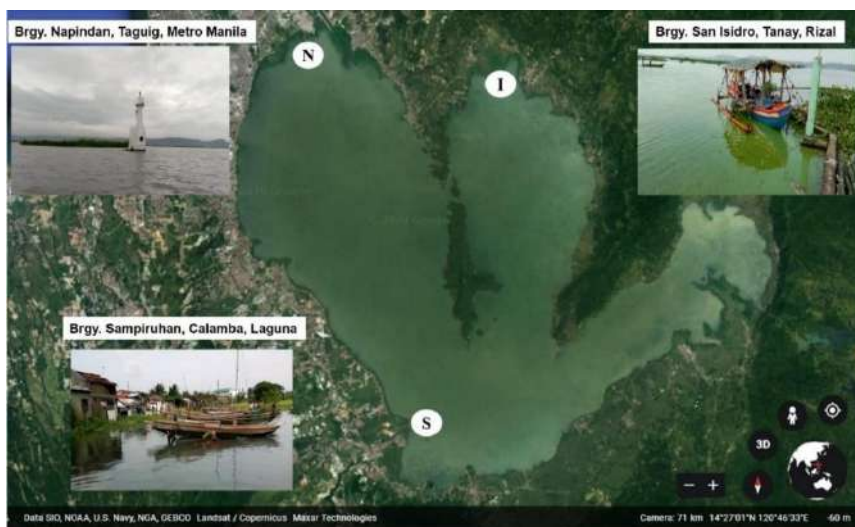 Brgy. Napindan, Taguig, Metro Manila
Brgy. San Isidro, Tanay, Rizal
N
I
Brgy. Sampiruhan, Calamba, Laguna
S
3D
Data SIO, NOAA, U.S. Navy, NGA, GEBCO Landsat / Copernicus Maxar Technologies
Camera: 71 km 14°27'01"N 120°46'33"E -60 m